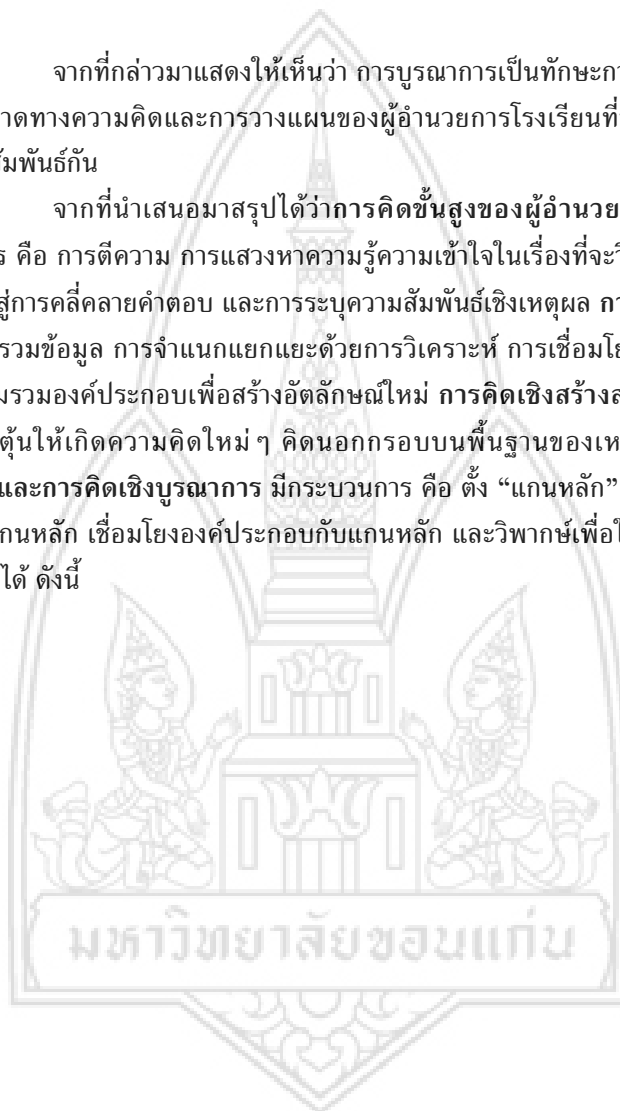 จากที่กล่าวมาแสดงให้เห็นว่า การบูรณาการเป็นทักษะกา
าดทางความคิดและการวางแผนของผู้อำนวยการโรงเรียนที่
สัมพันธ์กัน
จากที่นำเสนอมาสรุปได้ว่าการคิดขั้นสูงของผู้อำนวย
ร คือ การตีความ การแสวงหาความรู้ความเข้าใจในเรื่องที่จะวิ
สู่การคลี่คลายคำตอบ และการระบุความสัมพันธ์เชิงเหตุผล กา
รวมข้อมูล การจำแนกแยกแยะด้วยการวิเคราะห์ การเชื่อมโย
มรวมองค์ประกอบเพื่อสร้างอัตลักษณ์ใหม่ การคิดเชิงสร้างส
ตุ้นให้เกิดความคิดใหม่ ๆ คิดนอกกรอบบนพื้นฐานของเห
และการคิดเชิงบูรณาการ มีกระบวนการ คือ ตั้ง “แกนหลัก”
กนหลัก เชื่อมโยงองค์ประกอบกับแกนหลัก และวิพากษ์เพื่อใ
ได้ ดังนี้
มหาวิทยาลัยขอนแก่น